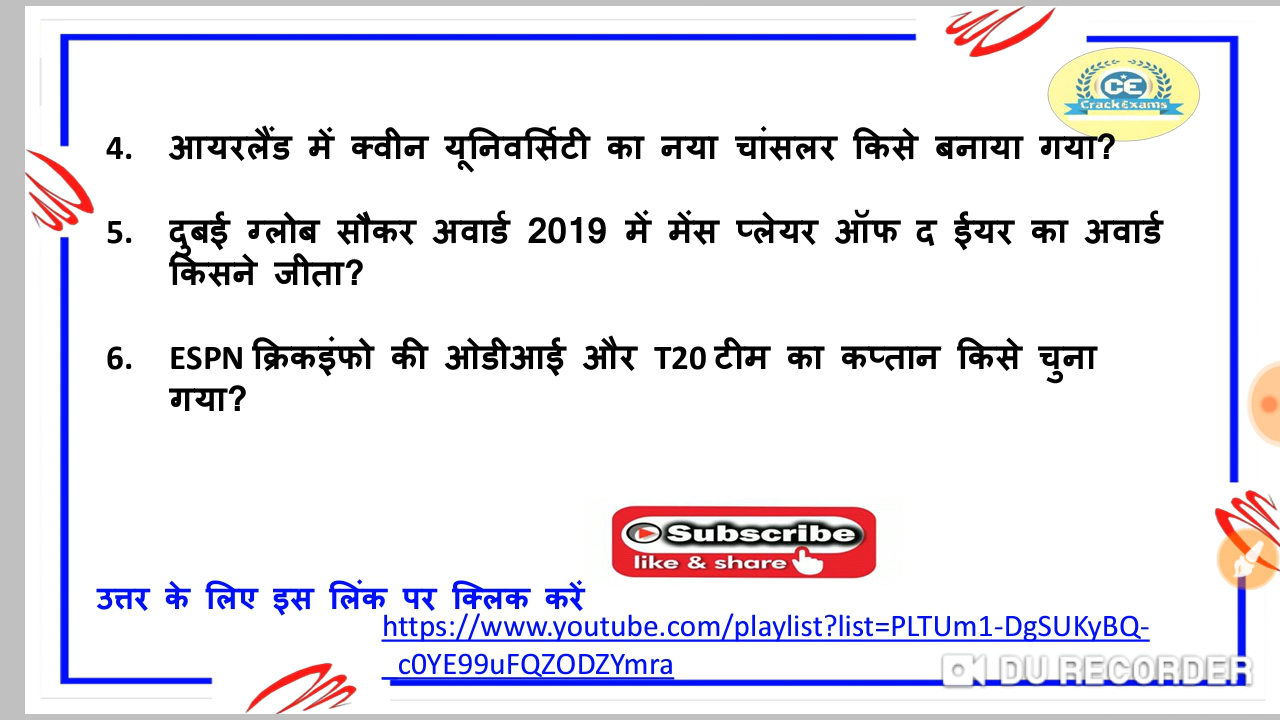 CE
CrackExams
4. आयरलैंड में क्वीन यूनिवर्सिटी का नया चांसलर किसे बनाया गया?
5. दुबई ग्लोब सौकर अवार्ड 2019 में मेंस प्लेयर ऑफ द ईयर का अवार्ड
किसने जीता?
6. ESPN क्रिकइंफो की ओडीआई और T20 टीम का कप्तान किसे चुना
गया?
Subscribe
like & share
उत्तर के लिए इस लिंक पर क्लिक करें
https://www.youtube.com/playlist?list=PLTUm1-DgSUKyBQ-
_c0YE99uFQZODZYmra
DU RECORDER